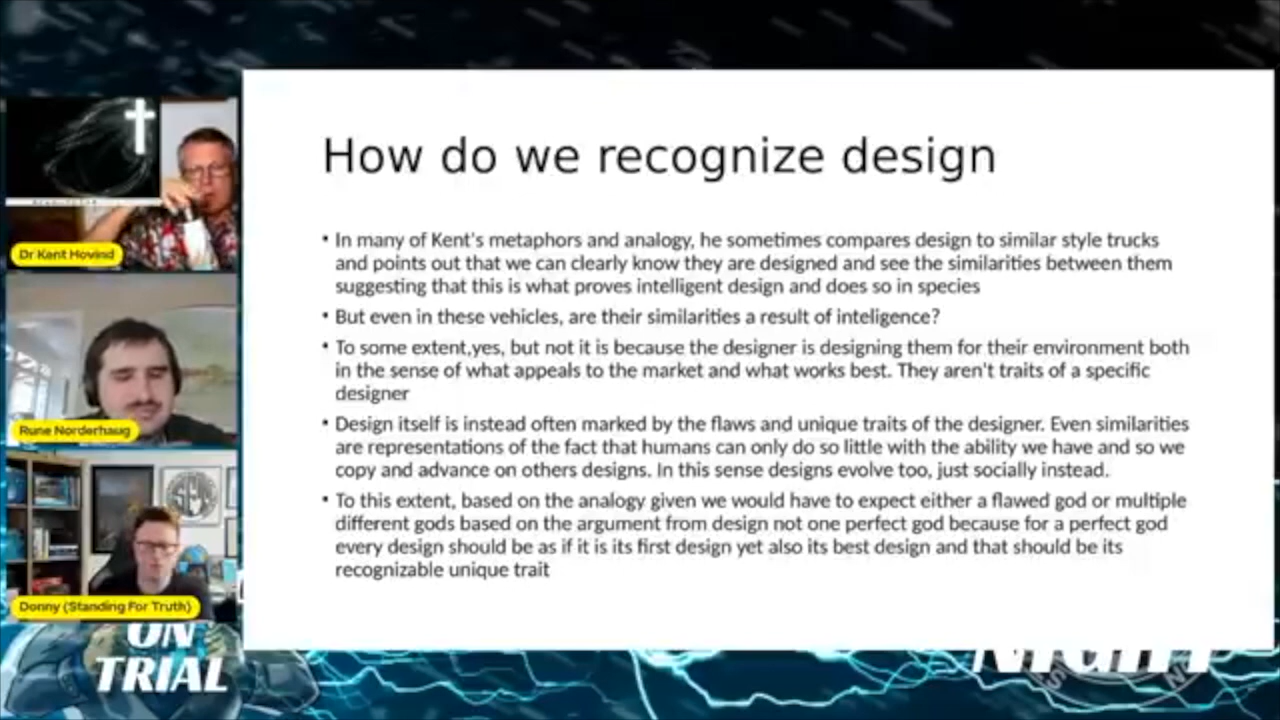 How do we recognize design
• In many of Kent's metaphors and analogy, he sometimes compares design to similar style trucks
and points out that we can clearly know they are designed and see the similarities between them
suggesting that this is what proves intelligent design and does so in species
• But even in these vehicles, are their similarities a result of inteligence?
• To some extent,yes, but not it is because the designer is designing them for their environment both
in the sense of what appeals to the market and what works best. They aren't traits of a specific
designer
• Design itself is instead often marked by the flaws and unique traits of the designer. Even similarities
are representations of the fact that humans can only do so little with the ability we have and so we
copy and advance on others designs. In this sense designs evolve too, just socially instead.
• To this extent, based on the analogy given we would have to expect either a flawed god or multiple
different gods based on the argument from design not one perfect god because for a perfect god
every design should be as if it is its first design yet also its best design and that should be its
recognizable unique trait
Dr Kent Hovind
Rune Norderhaug
Donny (Standing For Truth)
ON
TRIAL